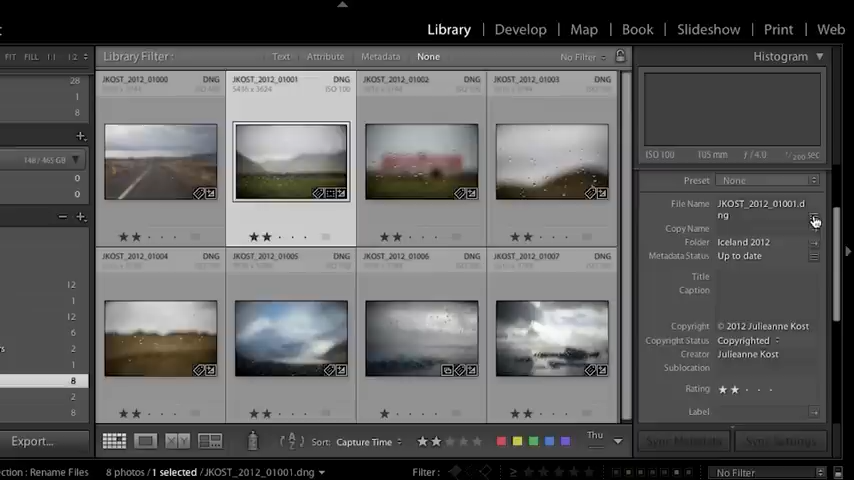 Library | Develop | Map | Book | Slideshow | Print | Web
FIT FILL 1:1 1:2
Library Filter : Text Attribute Metadata None No Filter
Histogram
28
1
8
148 / 465 GB
0
0
12
1
12
6
2
1
8
2
8
JKOST_2012_01000 DNG
JKOST_2012_01001 DNG
5416 x 3624 ISO 100
JKOST_2012_01002 DNG
JKOST_2012_01003 DNG
JKOST_2012_01004 DNG
JKOST_2012_01005 DNG
JKOST_2012_01006 DNG
JKOST_2012_01007 DNG
ISO 100 105 mm ƒ / 4.0 1/200 sec
Preset None
File Name JKOST_2012_01001.d
ng
Copy Name
Folder Iceland 2012
Metadata Status Up to date
Title
Caption
Copyright © 2012 Julieanne Kost
Copyright Status Copyrighted
Creator Julieanne Kost
Sublocation
Rating ★★
Label
Export...
Sort: Capture Time
Thu
Sync Metadata Sync Settings
ction : Rename Files 8 photos / 1 selected / JKOST_2012_01001.dng
Filter : No Filter